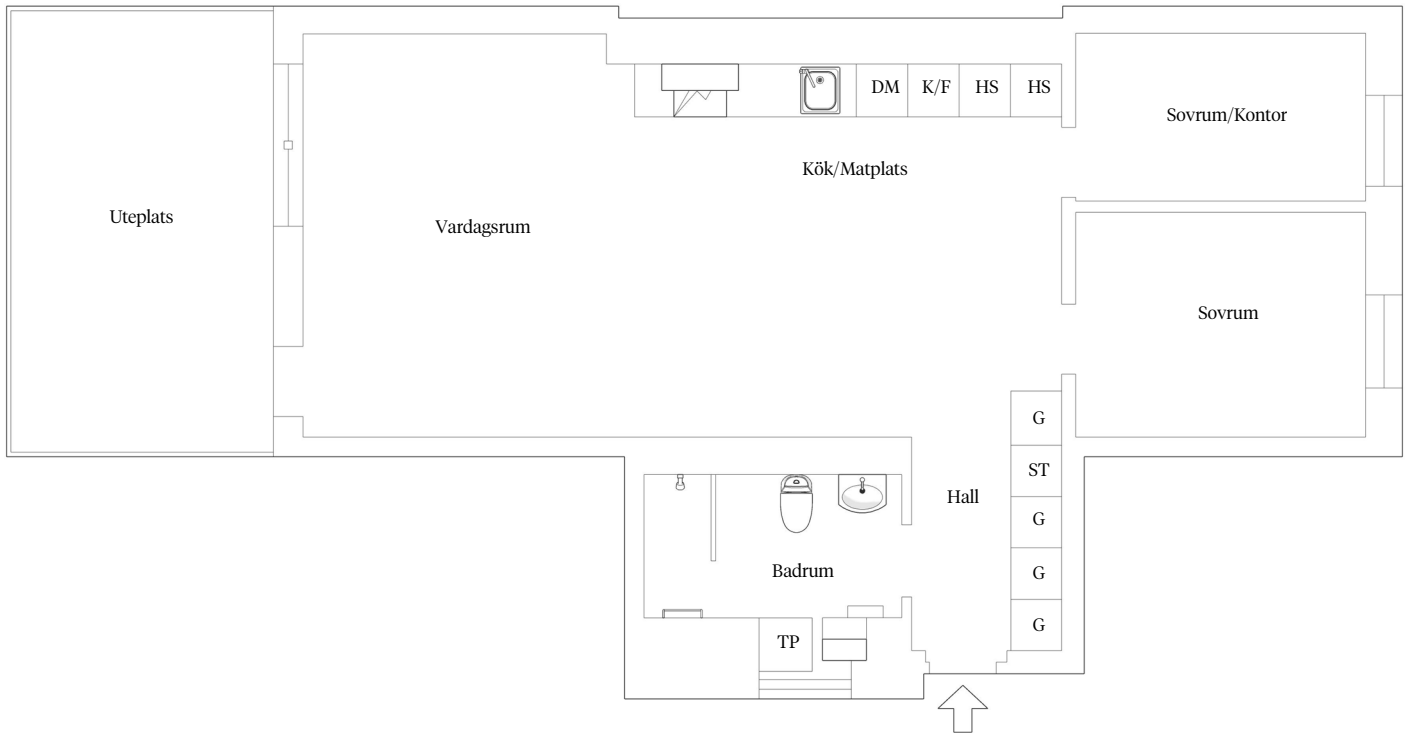 DM
K/F
HS
HS
Sovrum/Kontor
Kök/Matplats
Uteplats
Vardagsrum
Sovrum
G
ST
Hall
G
Badrum
G
G
TP